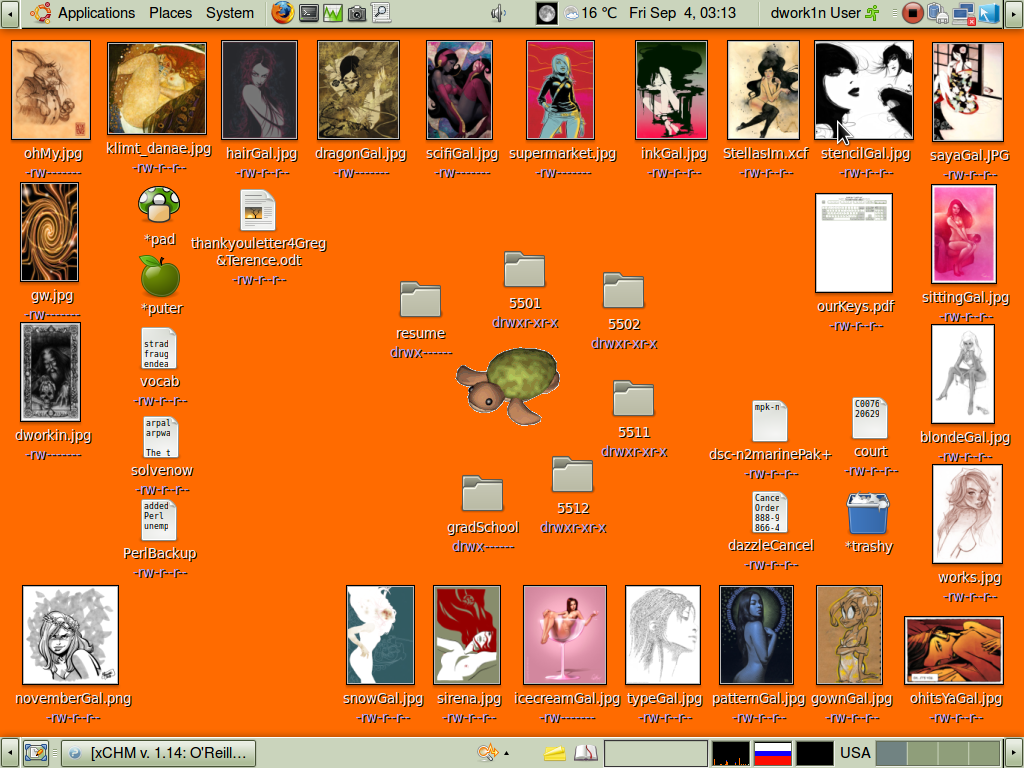 Applications Places System 16 °C Fri Sep 4, 03:13 dwork1n User
ohMy.jpg
-rw-------
klimt_danae.jpg
-rw-r--r--
hairGal.jpg
-rw-r--r--
dragonGal.jpg
-rw-------
scifiGal.jpg
-rw-------
supermarket.jpg
-rw-------
inkGal.jpg
-rw-r--r--
StellasIm.xcf
-rw-r--r--
stencilGal.jpg
-rw-r--r--
sayaGal.JPG
-rw-r--r--
gw.jpg
-rw-------
*pad
thankyouletter4Greg
&Terence.odt
-rw-r--r--
*puter
resume
drwx------
5501
drwxr-xr-x
5502
drwxr-xr-x
ourKeys.pdf
-rw-r--r--
sittingGal.jpg
-rw-r--r--
dworkin.jpg
-rw-------
strad
fraug
endea
vocab
-rw-r--r--
arpal
arpwa
The t
solvenow
-rw-r--r--
5511
drwxr-xr-x
mpk-n
dsc-n2marinePak+
-rw-r--r--
C0076
20629
court
-rw-r--r--
blondeGal.jpg
-rw-r--r--
added
Perl
unemp
PerlBackup
-rw-r--r--
gradSchool
drwx------
5512
drwxr-xr-x
Cance
Order
888-9
866-4
dazzleCancel
-rw-r--r--
*trashy
works.jpg
-rw-r--r--
novemberGal.png
-rw-r--r--
snowGal.jpg
-rw-r--r--
sirena.jpg
-rw-r--r--
icecreamGal.jpg
-rw-------
typeGal.jpg
-rw-r--r--
patternGal.jpg
-rw-r--r--
gownGal.jpg
-rw-r--r--
ohitsYaGal.jpg
-rw-r--r--
[xCHM v. 1.14: O'Reill... USA